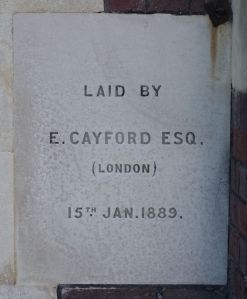 LAID BY
E. CAYFORD ESQ.
(LONDON)
15TH JAN. 1889.